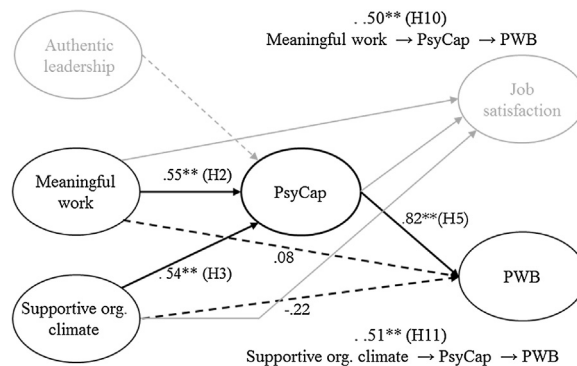 . .50** (H10)
Meaningful work → PsyCap → PWB
Authentic
leadership
Job
satisfaction
Meaningful
work
.55** (H2)
PsyCap
.82**(H5)
.08
. 54** (H3)
PWB
Supportive org.
climate
-.22
. .51** (H11)
Supportive org. climate → PsyCap → PWB